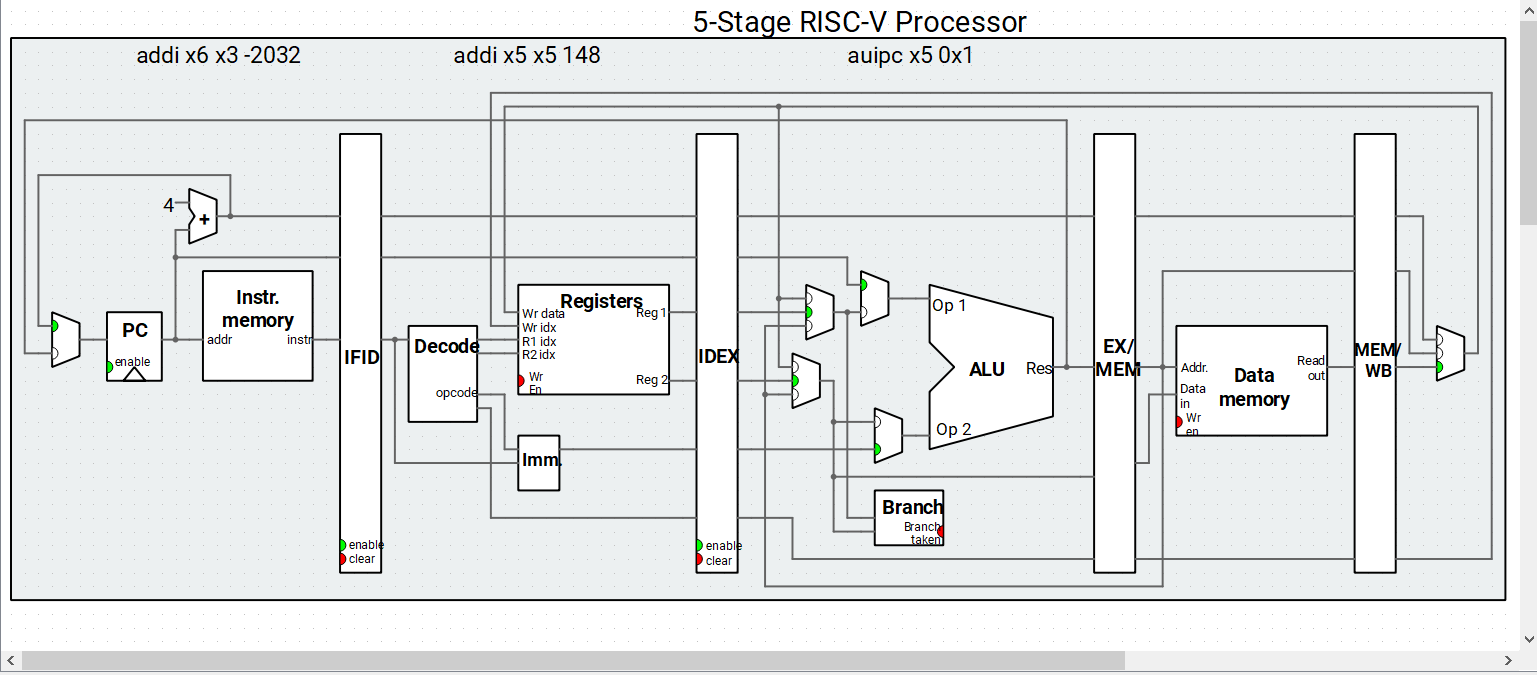 5-Stage RISC-V Processor
addi x6 x3 -2032
addi x5 x5 148
auipc x5 0x1
4
+
PC
enable
Instr.
memory
addr
instr
IFID
enable
clear
Decode
opcode
Registers
Wr data
Wr idx
R1 idx
R2 idx
Wr
En
Reg 1
Reg 2
Imm.
IDEX
enable
clear
Op 1
ALU
Res
Op 2
Branch
Branch
taken
EX/
MEM
Addr.
Data
in
Wr
en
Data
memory
Read
out
MEM/
WB